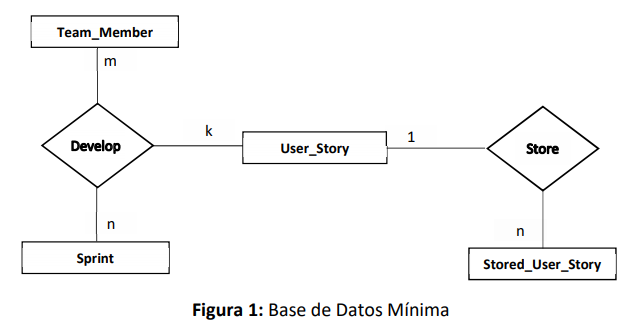 Team_Member
m
Develop
k
User_Story
1
Store
n
n
Sprint
Stored_User_Story
Figura 1: Base de Datos Mínima